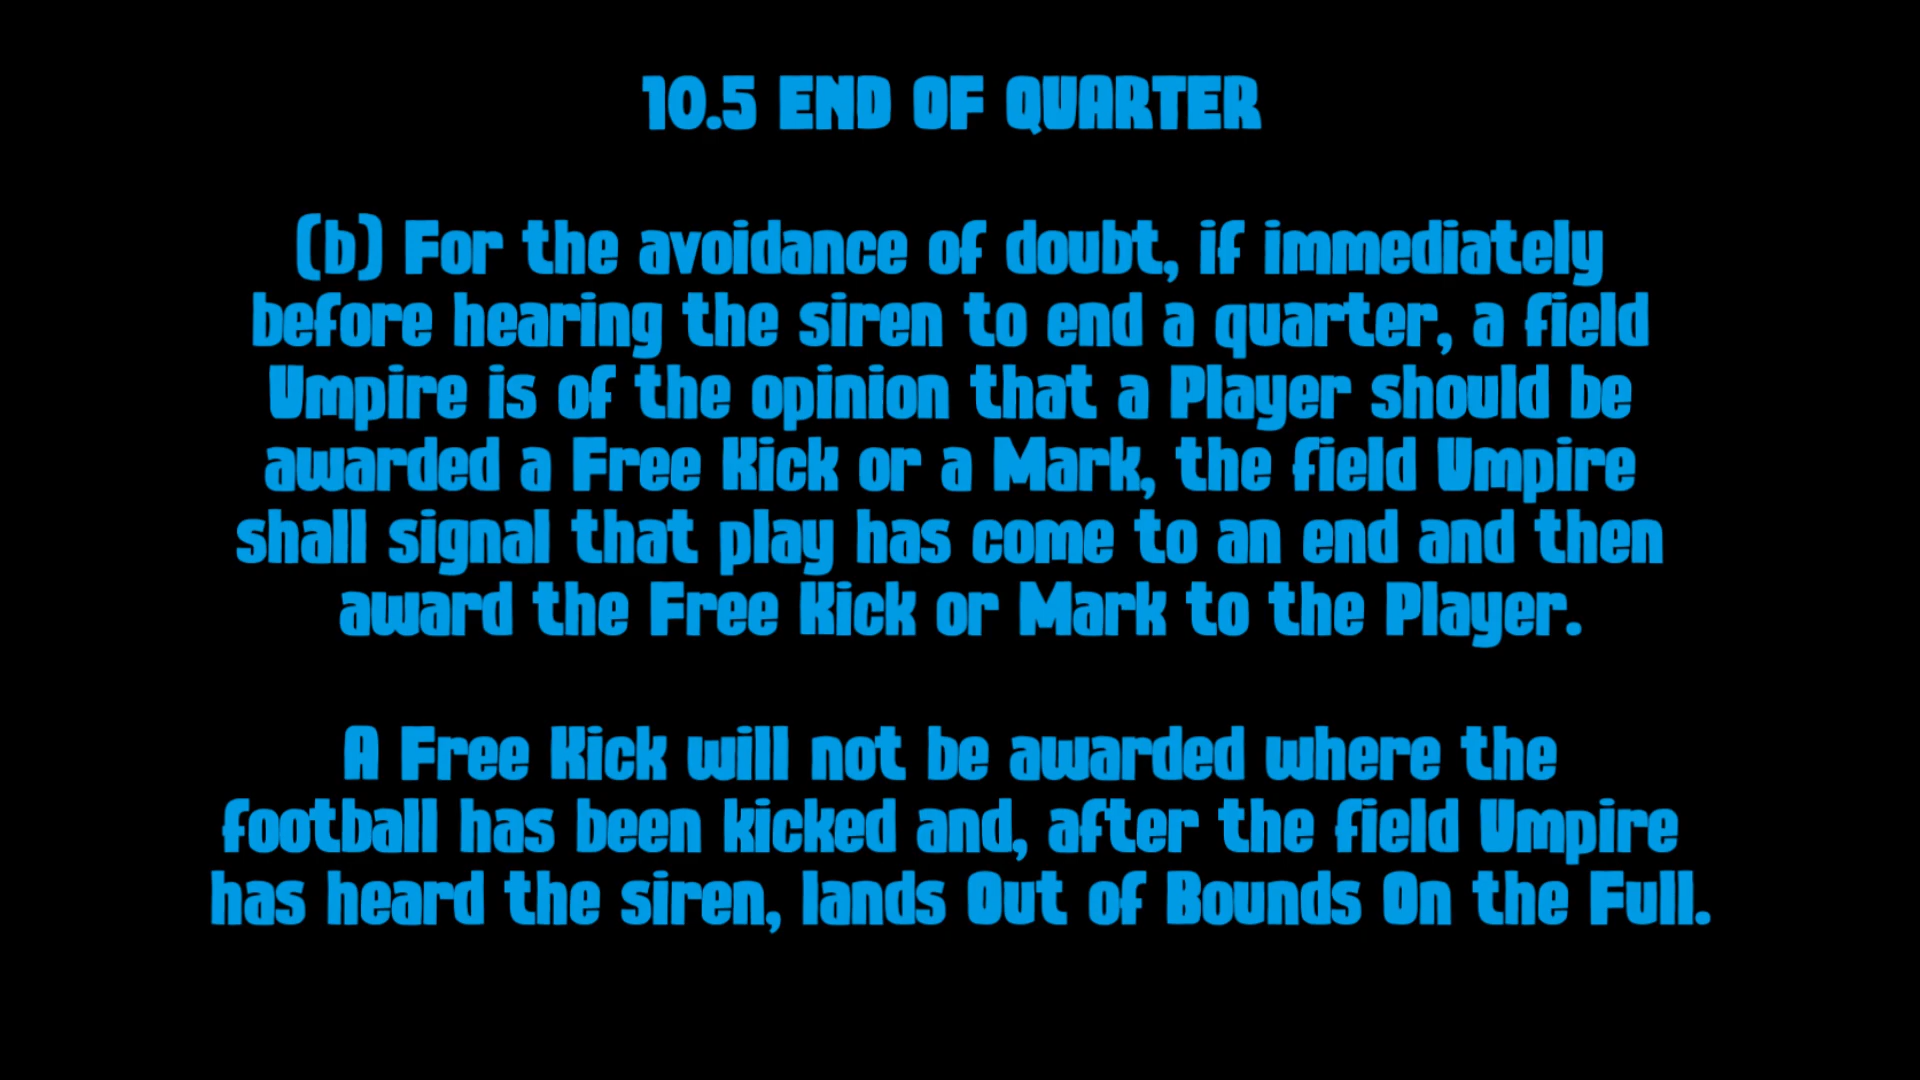 10.5 END OF QUARTER
(b) For the avoidance of doubt, if immediately
before hearing the siren to end a quarter, a field
Umpire is of the opinion that a Player should be
awarded a Free Kick or a Mark, the field Umpire
shall signal that play has come to an end and then
award the Free Kick or Mark to the Player.
A Free Kick will not be awarded where the
football has been kicked and, after the field Umpire
has heard the siren, lands Out of Bounds On the Full.